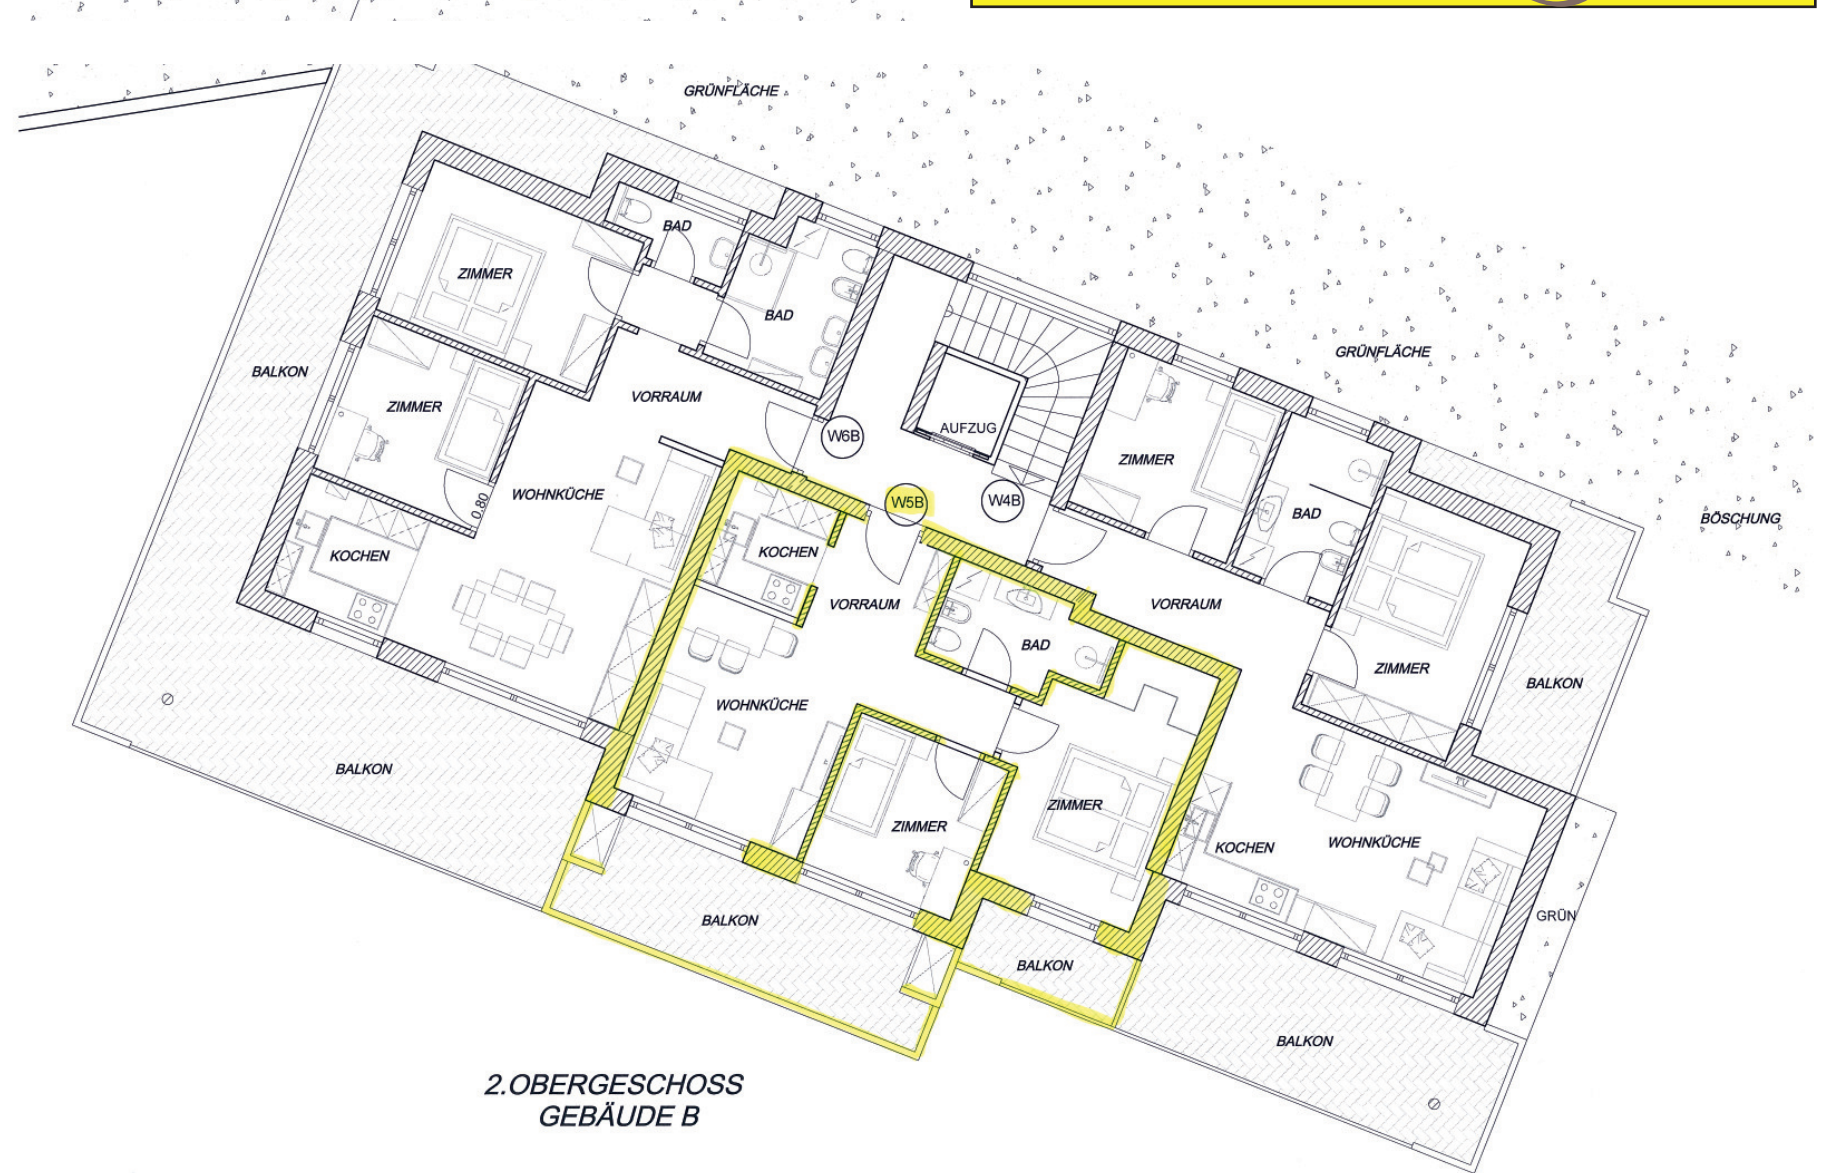 GRÜNFLÄCHE
BAD
ZIMMER
BAD
GRÜNFLÄCHE
BALKON
VORRAUM
ZIMMER
AUFZUG
W6B
ZIMMER
WOHNKÜCHE
0.80
W5B
W4B
BAD
BÖSCHUNG
KOCHEN
KOCHEN
VORRAUM
VORRAUM
BAD
ZIMMER
BALKON
WOHNKÜCHE
BALKON
TV
ZIMMER
ZIMMER
KOCHEN
WOHNKÜCHE
BALKON
GRÜN
BALKON
BALKON
2.OBERGESCHOSS
GEBÄUDE B